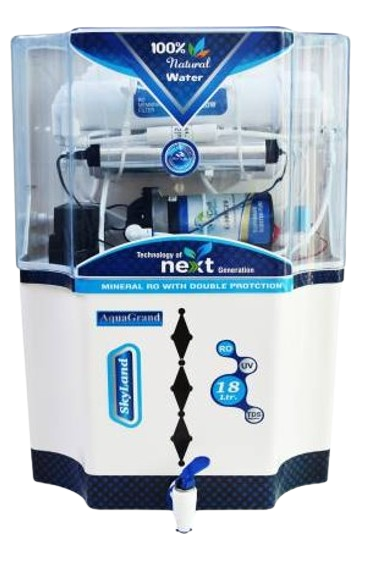 100%
Natural
Water
Technology of
next
Generation
MINERAL RO WITH DOUBLE PROTCTION
AquaGrand
SkyLand
RO
UV
18
Ltr.
TDS